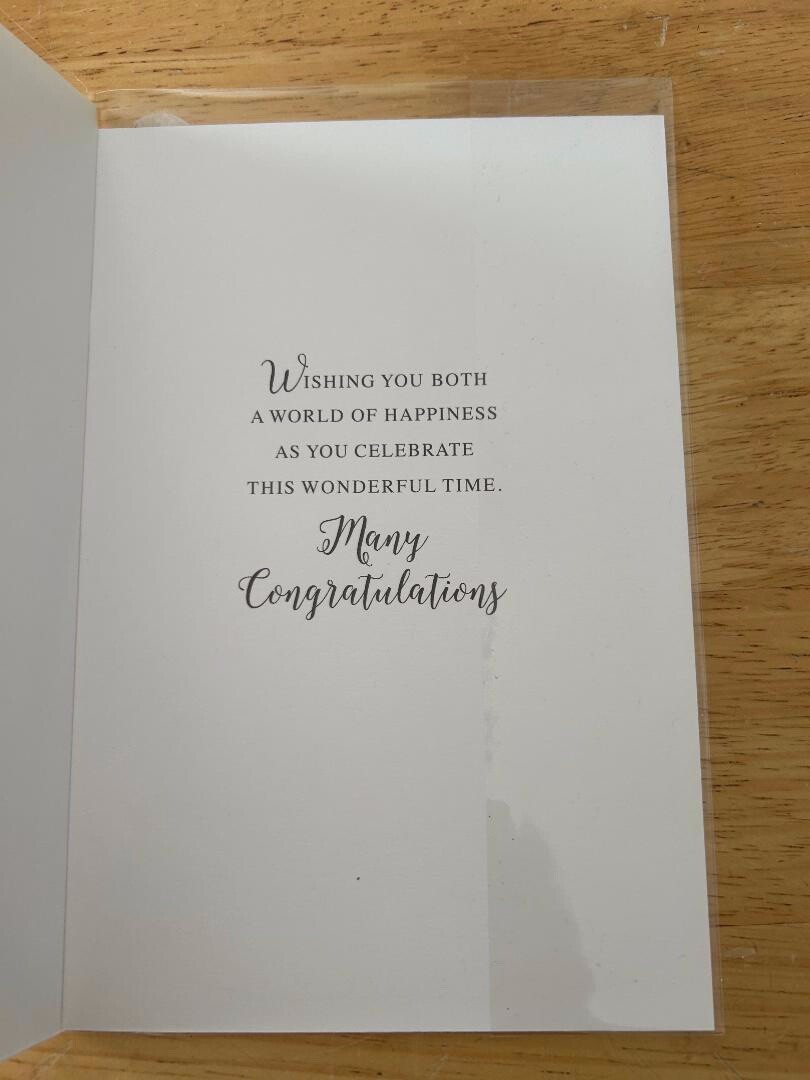 Wishing you both
a world of happiness
as you celebrate
this wonderful time.
Many
Congratulations